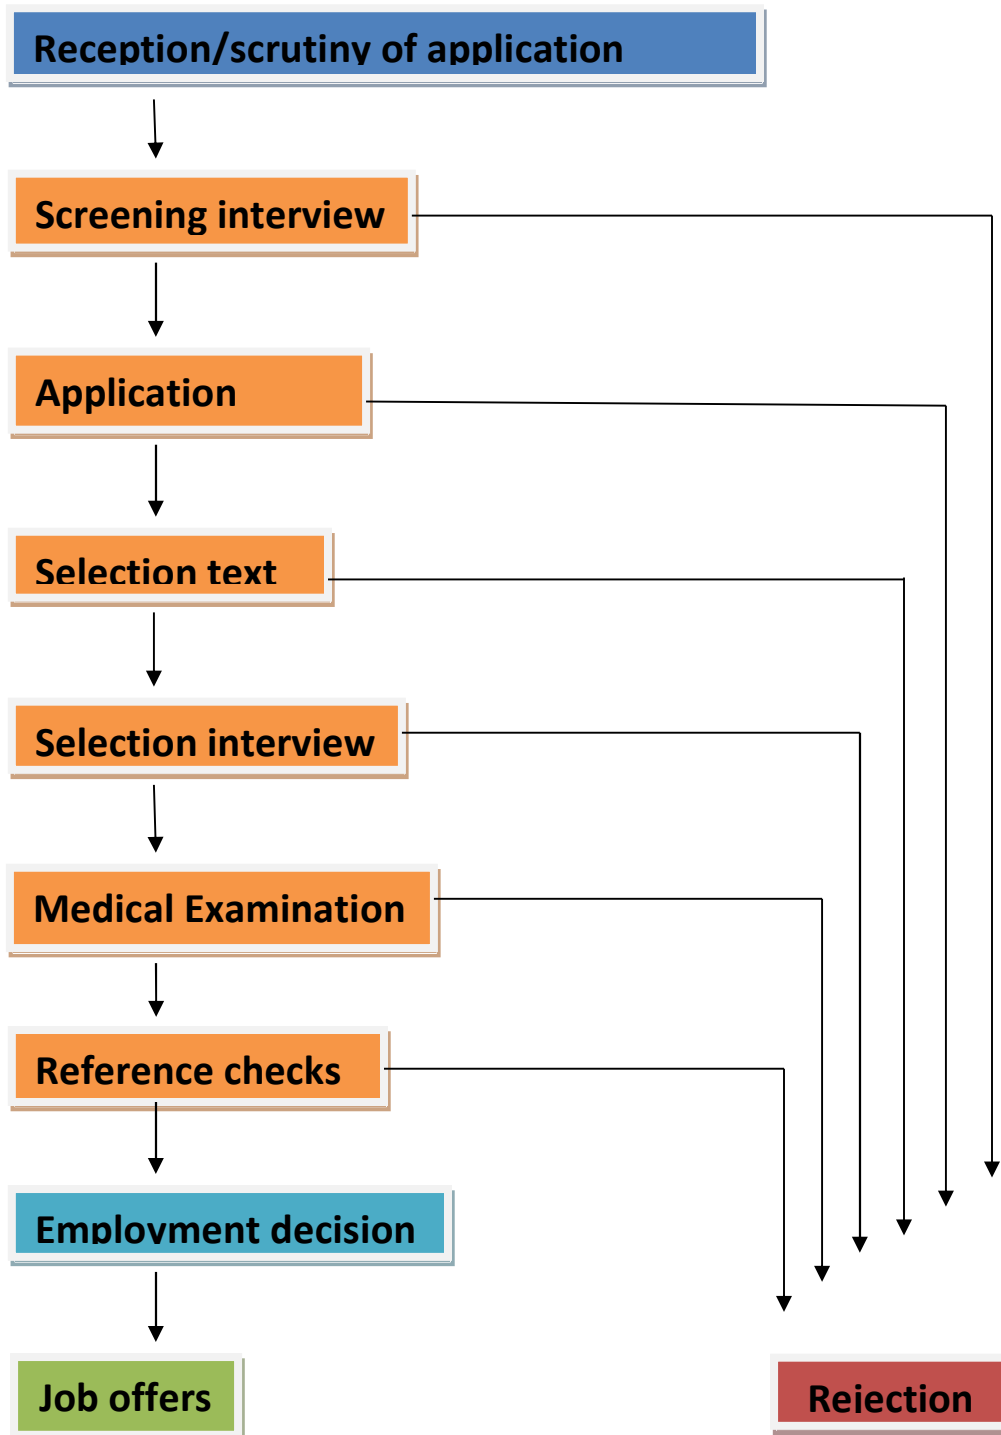 Reception/scrutiny of application
Screening interview
Application
Selection text
Selection interview
Medical Examination
Reference checks
Employment decision
Job offers
Rejection